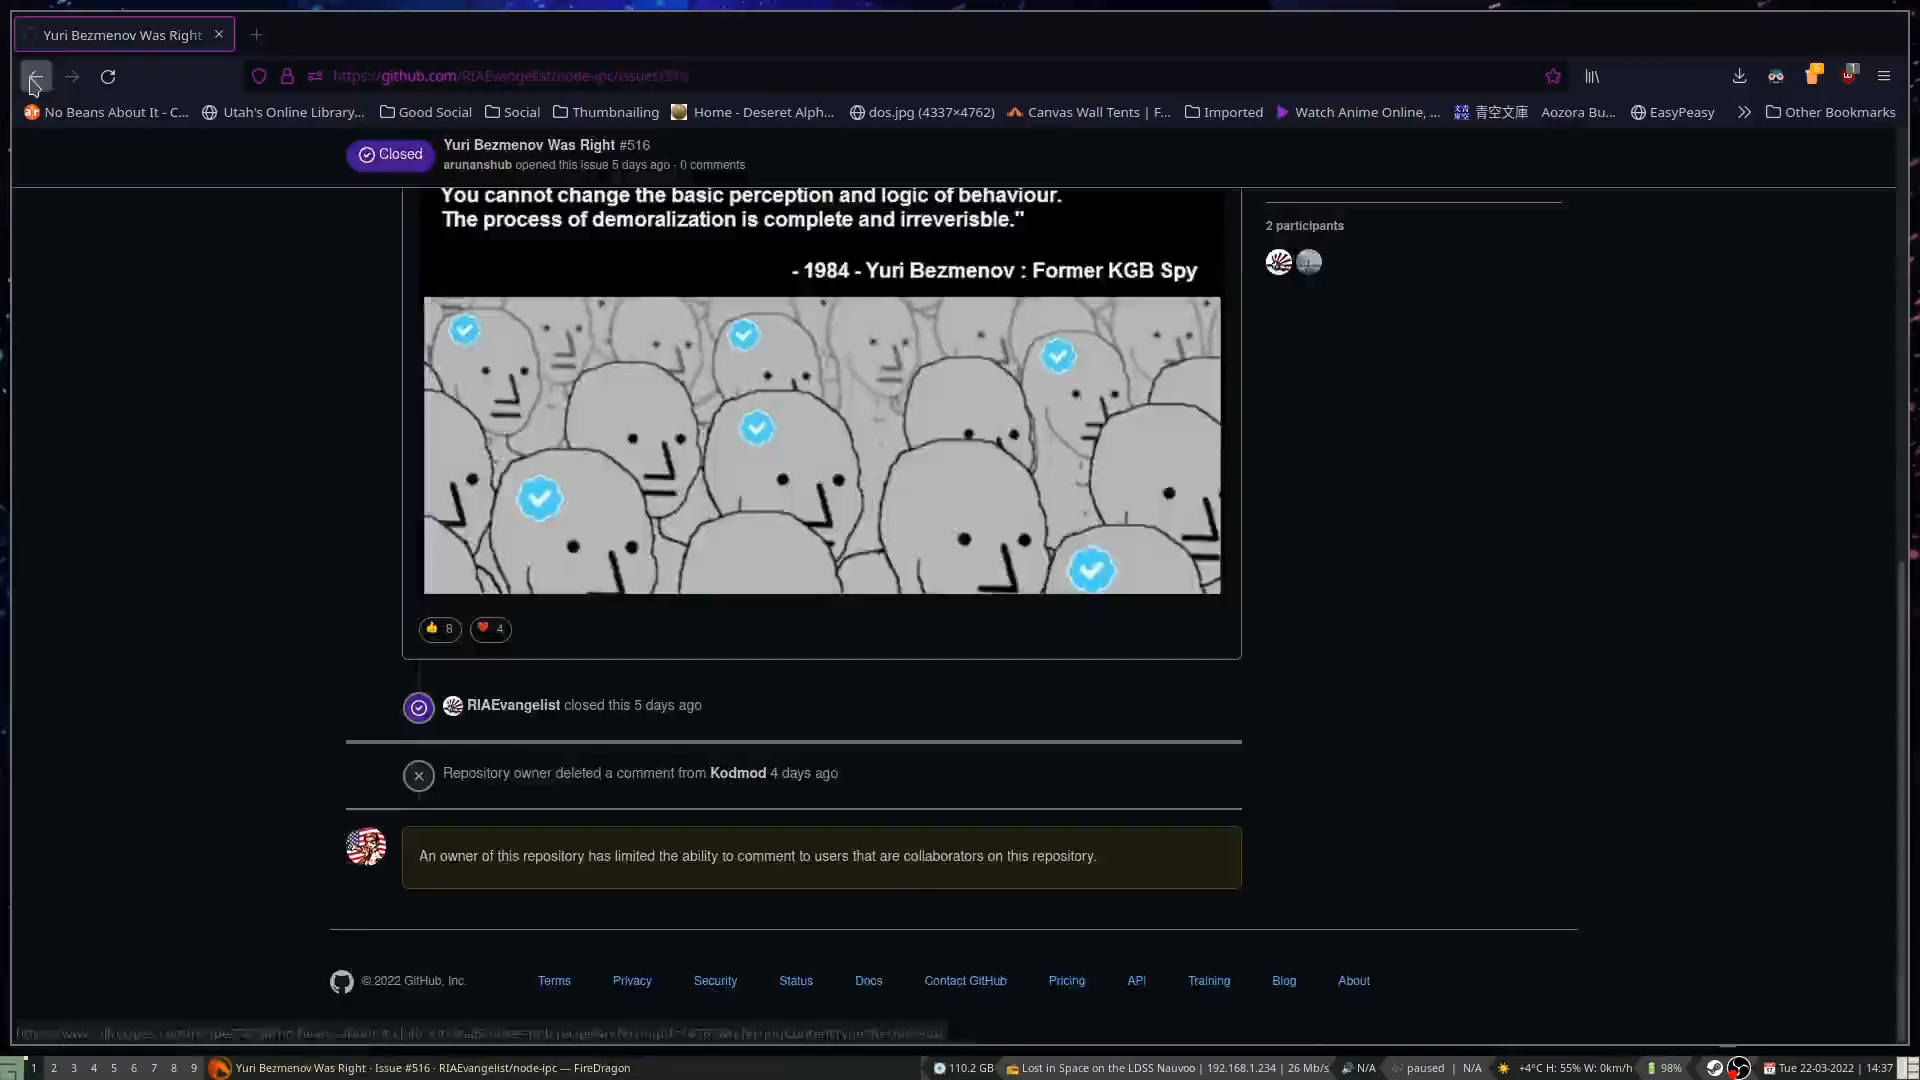 Yuri Bezmenov Was Right
https://github.com/RIAEvangelist/node-ipc/issues/516
No Beans About It - C...
Utah's Online Library...
Good Social
Social
Thumbnailing
Home - Deseret Alph...
dos.jpg (4337×4762)
Canvas Wall Tents | F...
Imported
Watch Anime Online, ...
青空文庫 Aozora Bu...
EasyPeasy
Other Bookmarks
Closed
Yuri Bezmenov Was Right #516
arunanshub opened this issue 5 days ago · 0 comments
You cannot change the basic perception and logic of behaviour.
The process of demoralization is complete and irreverisble."
- 1984 - Yuri Bezmenov : Former KGB Spy
2 participants
8
4
RIAEvangelist closed this 5 days ago
Repository owner deleted a comment from Kodmod 4 days ago
An owner of this repository has limited the ability to comment to users that are collaborators on this repository.
© 2022 GitHub, Inc.
Terms
Privacy
Security
Status
Docs
Contact GitHub
Pricing
API
Training
Blog
About
1 2 3 4 5 6 7 8 9
Yuri Bezmenov Was Right · Issue #516 · RIAEvangelist/node-ipc — FireDragon
110.2 GB
Lost in Space on the LDSS Nauvoo | 192.168.1.234 | 26 Mb/s
N/A
paused | N/A
+4°C H: 55% W: 0km/h
98%
Tue 22-03-2022 | 14:37